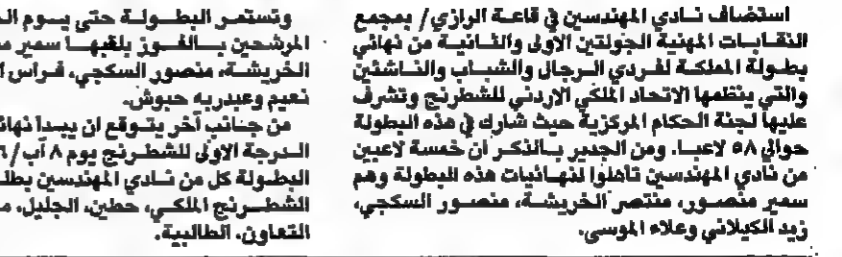 استضاف نادي المهندسين في قاعة الرازي/ بمجمع
النقابات المهنية الجولتين الاولى والثانية من نهائي
بطولة المملكة لفردي الرجال والشباب والناشئين
والتي ينظمها الاتحاد الملكي الاردني للشطرنج وتشرف
عليها لجنة الحكام المركزية حيث شارك في هذه البطولة
حوالي ٥٨ لاعبا. ومن الجدير بالذكر ان خمسة لاعبين
من نادي المهندسين تاهلوا لنهائيات هذه البطولة وهم
سمير منصور، منتصر الخريشة، منصور السكجي،
زيد الكيلاني وعلاء الموسى.
وتستمر البطولة حتى يوم
المرشحين بالفوز بلقبها سمير
الخريشة، منصور السكجي، فراس
نعيم وعبدربه حبوش.
من جانب آخر يتوقع ان يبدأ
الدرجة الاولى للشطرنج يوم ٨ آب/
البطولة كل من نادي المهندسين
الشطرنج الملكي، حطين، الجليل،
التعاون، الطالبية.